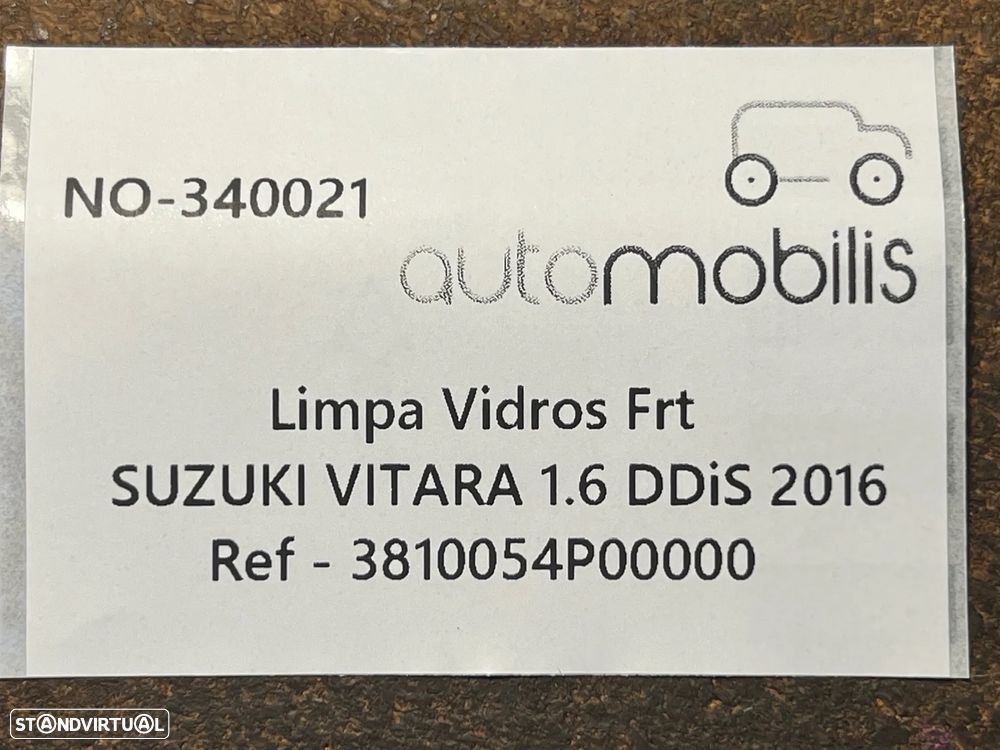 NO-340021
automobilis
Limpa Vidros Frt
SUZUKI VITARA 1.6 DDiS 2016
Ref - 3810054P00000
STANDVIRTUAL